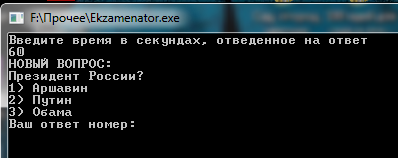 F:\Прочее\Ekzamenator.exe
Введите время в секундах, отведенное на ответ
60
НОВЫЙ ВОПРОС:
Президент России?
1) Аршавин
2) Путин
3) Обама
Ваш ответ номер: